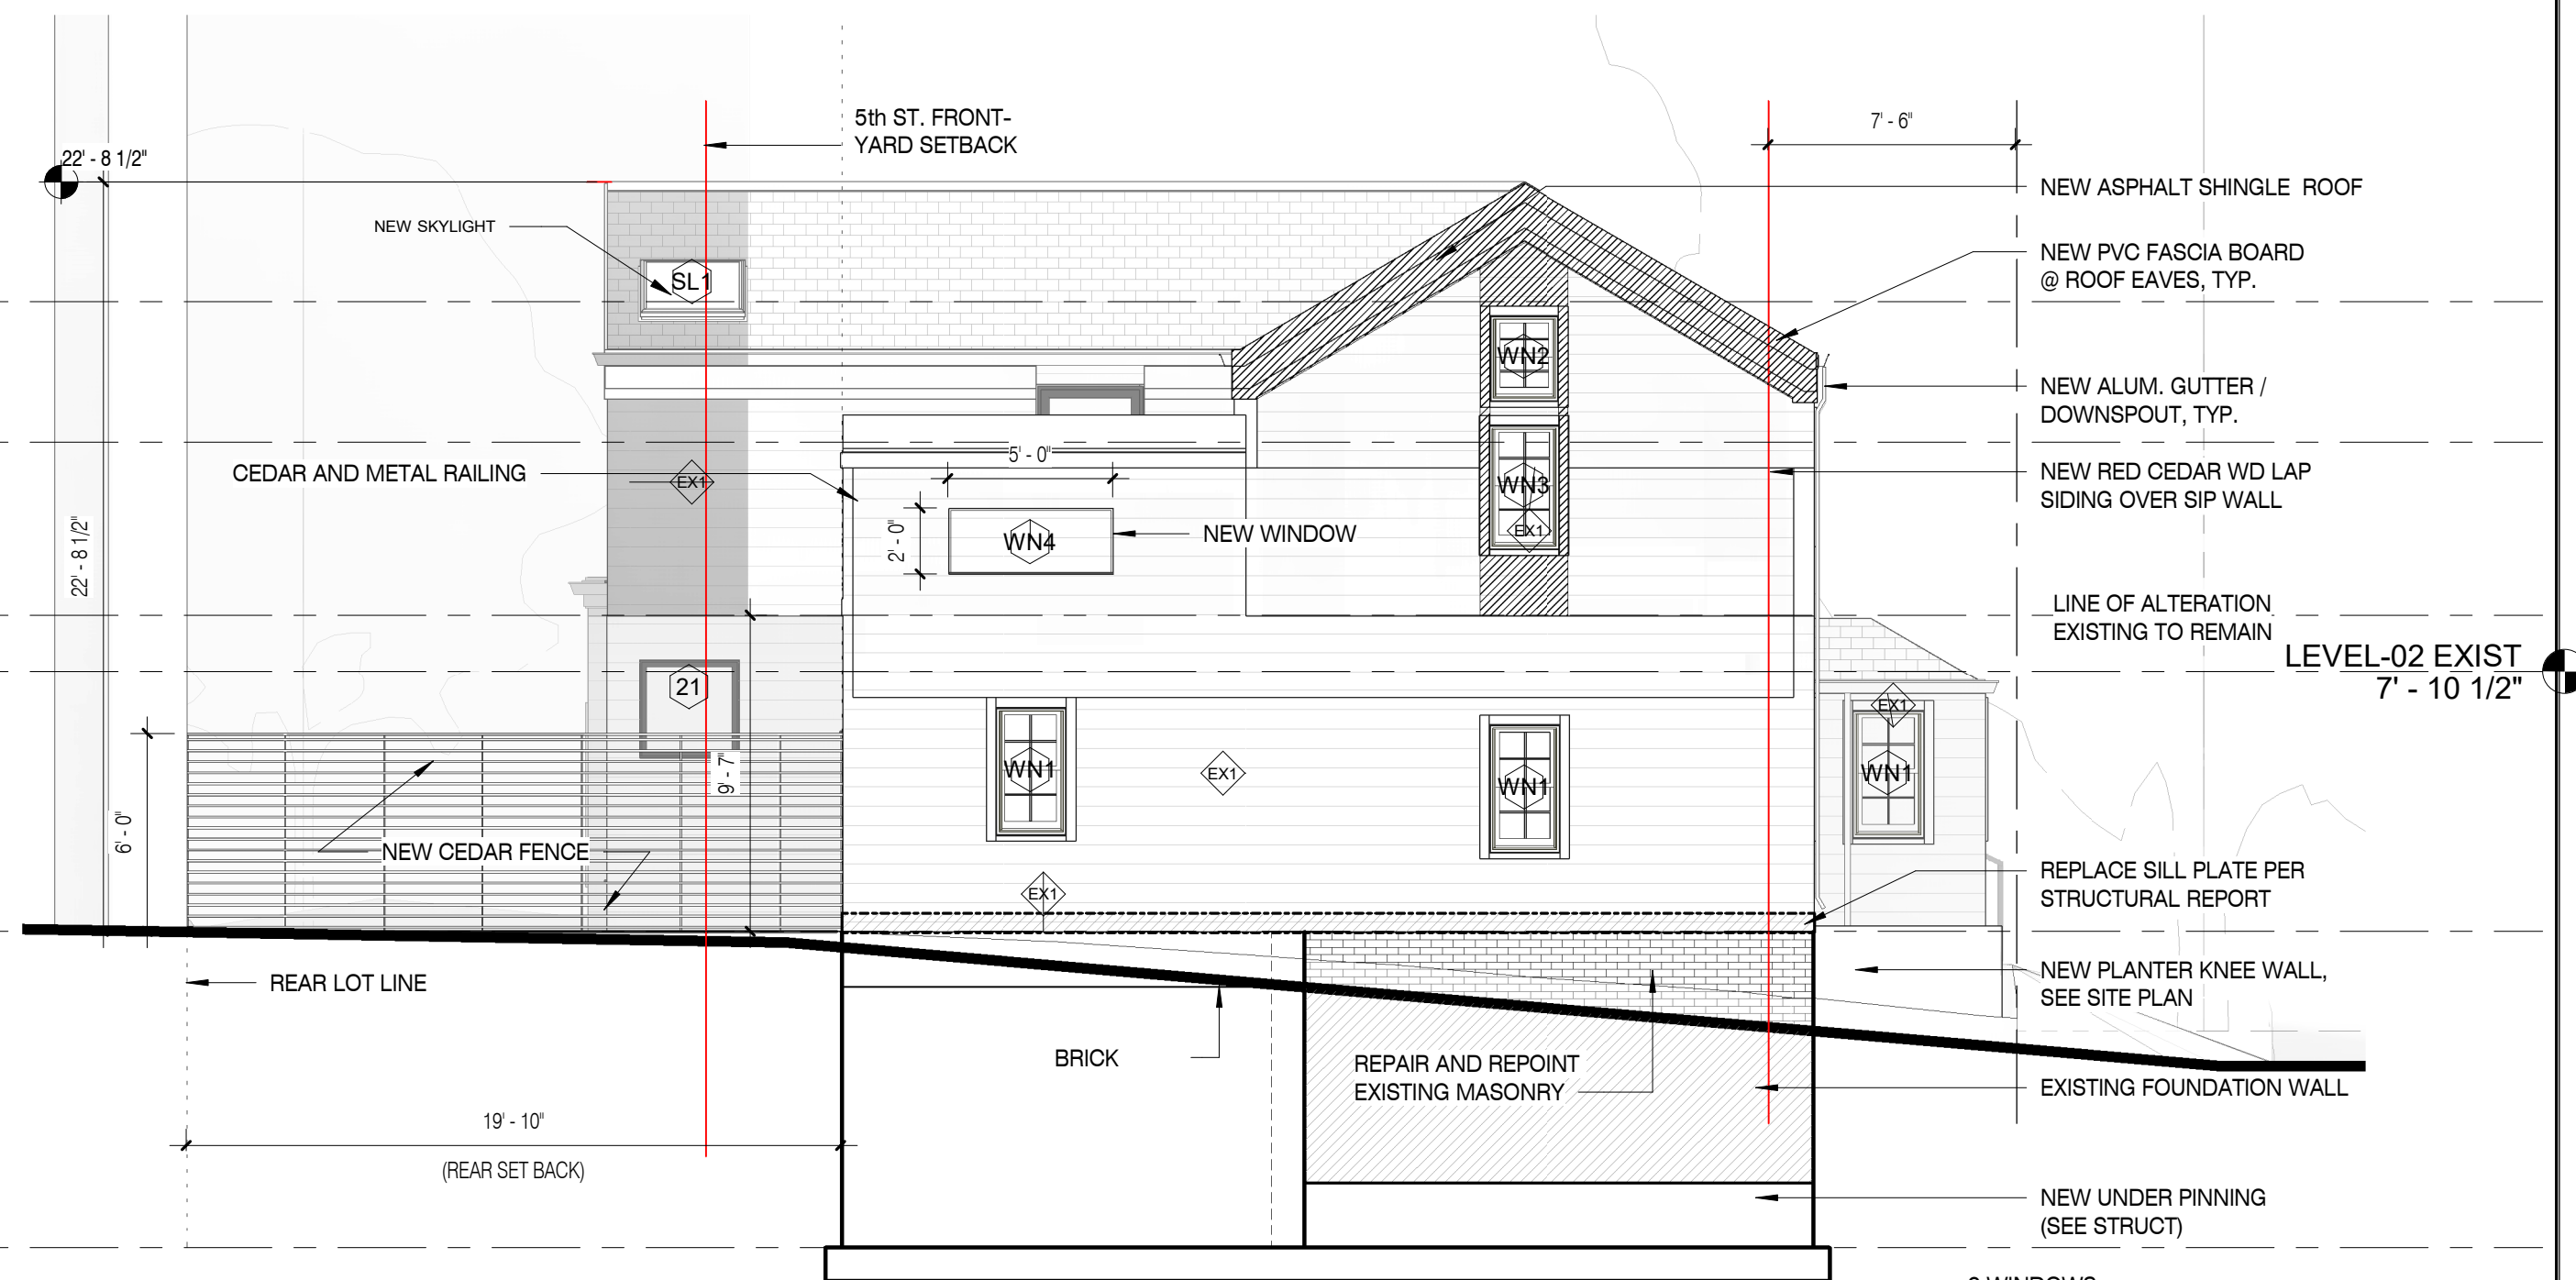 5th ST. FRONT-
YARD SETBACK
7' - 6"
22' - 8 1/2"
NEW ASPHALT SHINGLE ROOF
NEW SKYLIGHT
NEW PVC FASCIA BOARD
@ ROOF EAVES, TYP.
SL1
WN2
NEW ALUM. GUTTER /
DOWNSPOUT, TYP.
5' - 0"
CEDAR AND METAL RAILING
EX1
WN3
NEW RED CEDAR WD LAP
SIDING OVER SIP WALL
22' - 8 1/2"
2' - 0"
WN4
NEW WINDOW
EX1
LINE OF ALTERATION
EXISTING TO REMAIN
LEVEL-02 EXIST
7' - 10 1/2"
21
EX1
9' - 7"
WN1
EX1
WN1
WN1
6' - 0"
NEW CEDAR FENCE
EX1
REPLACE SILL PLATE PER
STRUCTURAL REPORT
REAR LOT LINE
NEW PLANTER KNEE WALL,
SEE SITE PLAN
BRICK
REPAIR AND REPOINT
EXISTING MASONRY
EXISTING FOUNDATION WALL
19' - 10"
(REAR SET BACK)
NEW UNDER PINNING
(SEE STRUCT)